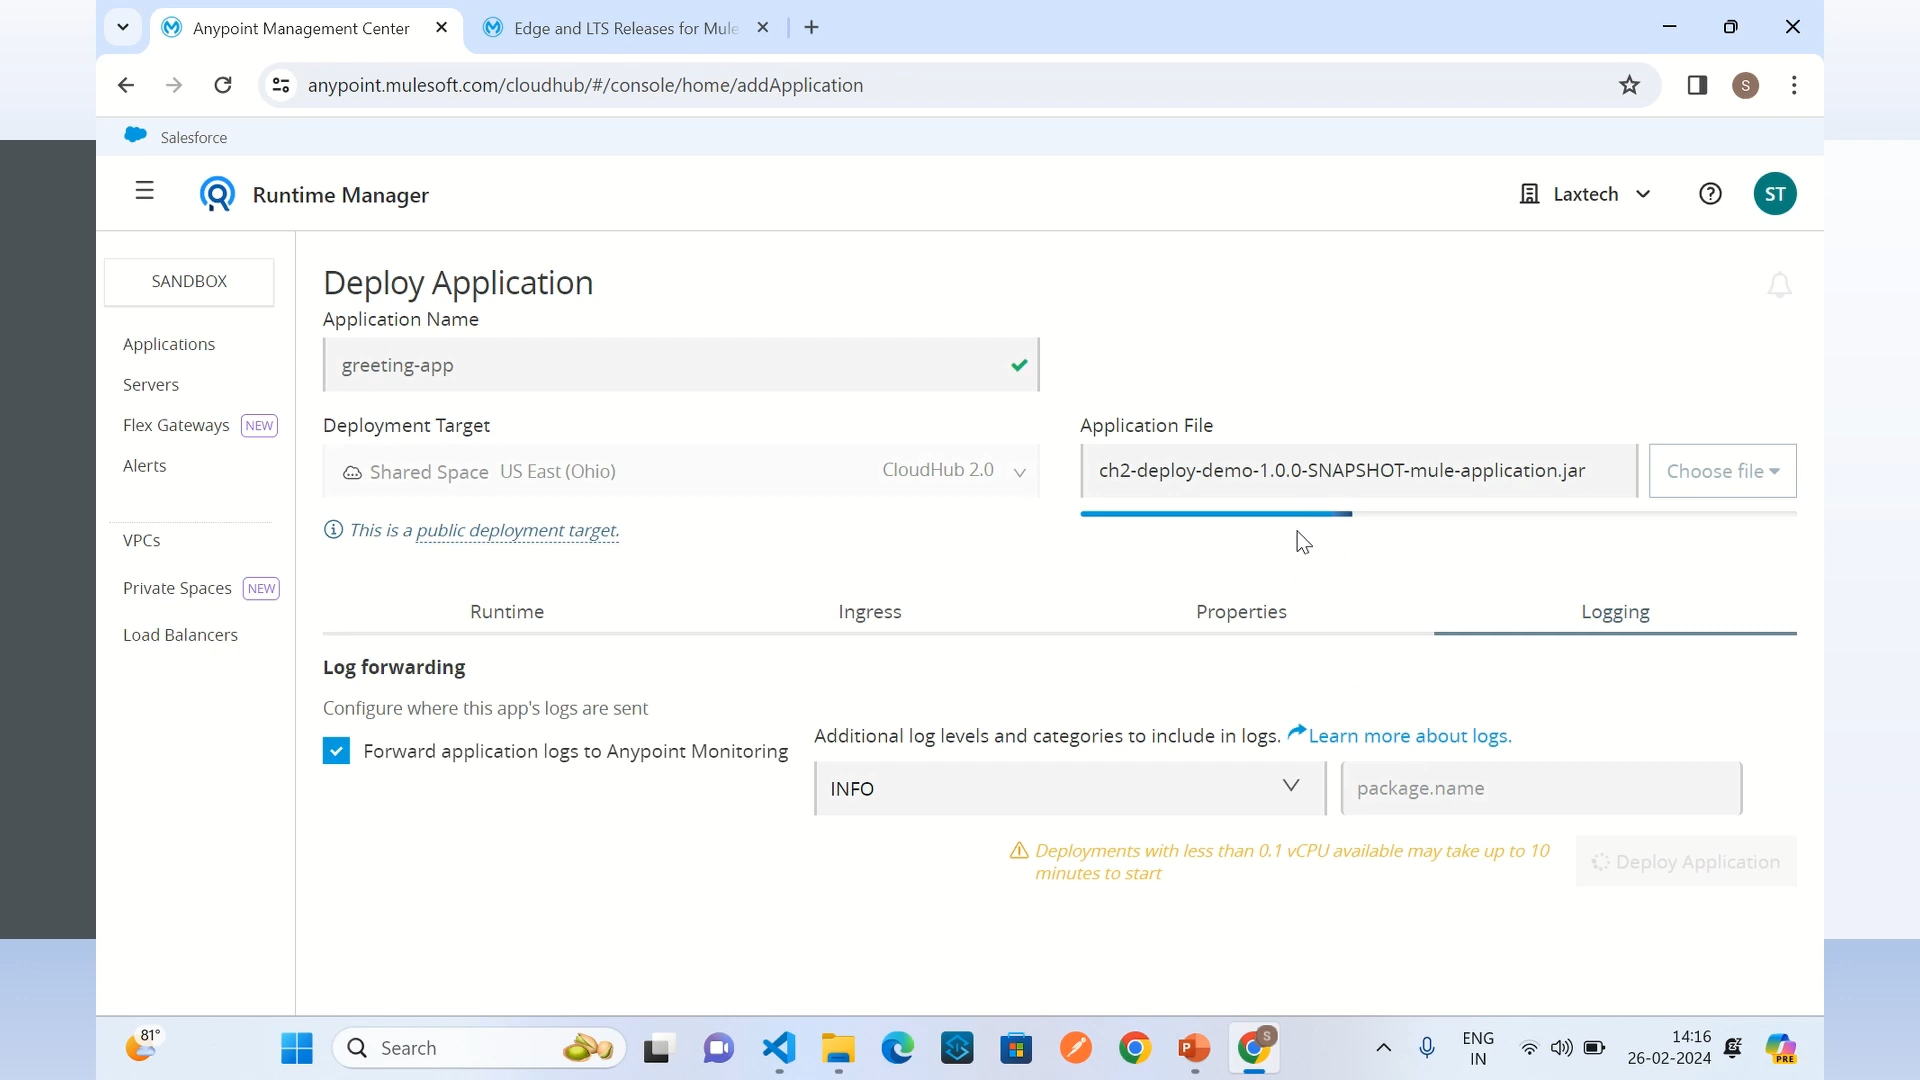 Anypoint Management Center
Edge and LTS Releases for Mule
anypoint.mulesoft.com/cloudhub/#/console/home/addApplication
S
Salesforce
Runtime Manager
Laxtech
ST
SANDBOX
Applications
Servers
Flex Gateways NEW
Alerts
VPCs
Private Spaces NEW
Load Balancers
Deploy Application
Application Name
greeting-app
Deployment Target
Shared Space US East (Ohio) CloudHub 2.0
This is a public deployment target.
Application File
ch2-deploy-demo-1.0.0-SNAPSHOT-mule-application.jar
Choose file
Runtime Ingress Properties Logging
Log forwarding
Configure where this app's logs are sent
Forward application logs to Anypoint Monitoring
Additional log levels and categories to include in logs. Learn more about logs.
INFO
package.name
Deployments with less than 0.1 vCPU available may take up to 10
minutes to start
Deploy Application
81°
Search
S
ENG
IN
14:16
26-02-2024
PRE